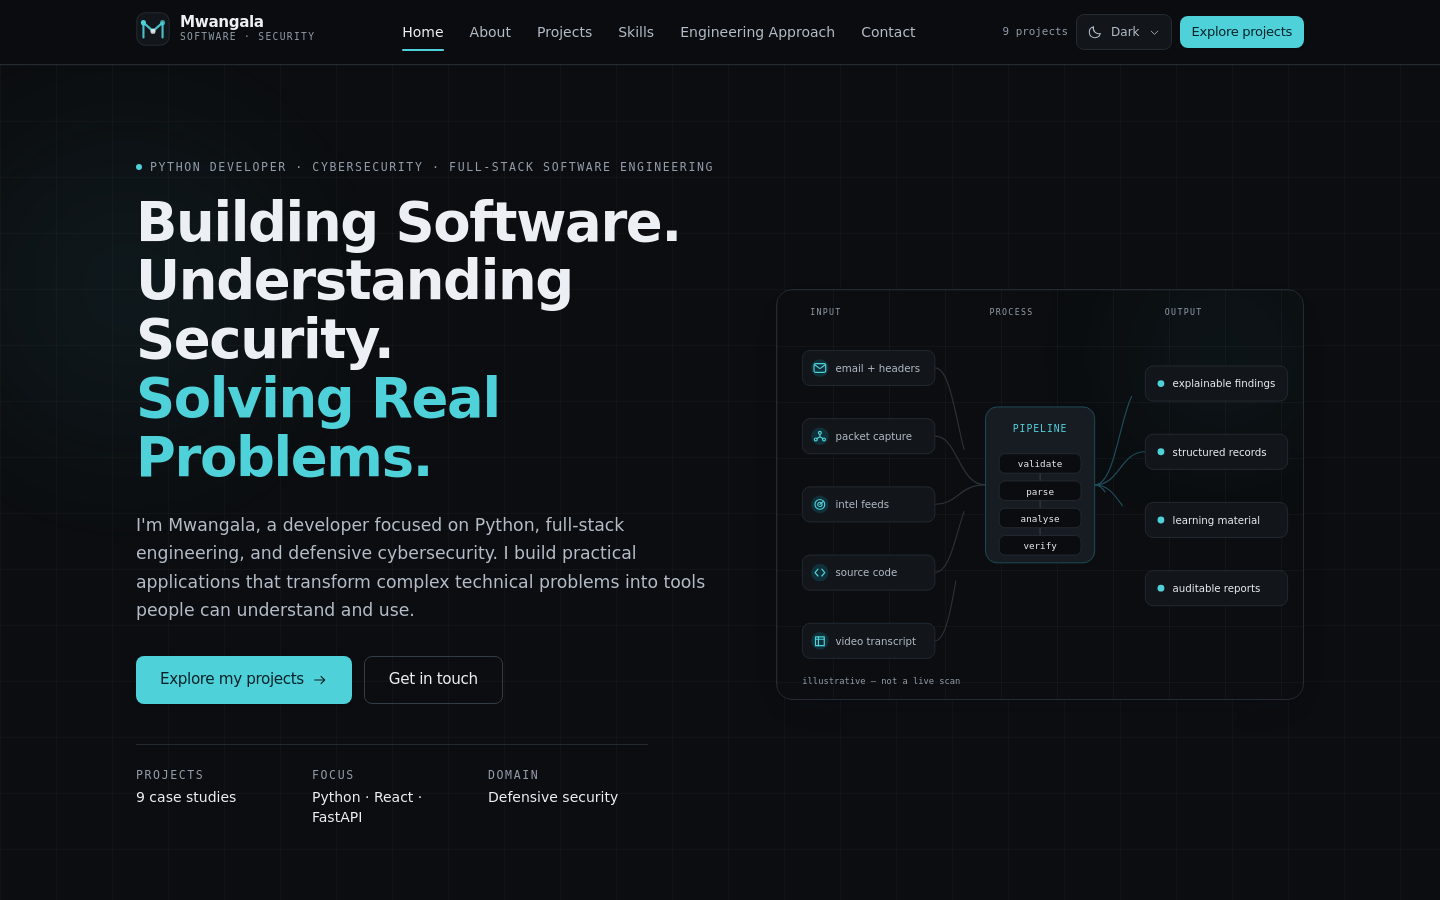 Mwangala
SOFTWARE · SECURITY
Home
About
Projects
Skills
Engineering Approach
Contact
9 projects
Dark
Explore projects
PYTHON DEVELOPER · CYBERSECURITY · FULL-STACK SOFTWARE ENGINEERING
Building Software.
Understanding
Security.
Solving Real
Problems.
I'm Mwangala, a developer focused on Python, full-stack
engineering, and defensive cybersecurity. I build practical
applications that transform complex technical problems into tools
people can understand and use.
Explore my projects →
Get in touch
PROJECTS
9 case studies
FOCUS
Python · React ·
FastAPI
DOMAIN
Defensive security
INPUT
email + headers
packet capture
intel feeds
source code
video transcript
PROCESS
PIPELINE
validate
parse
analyse
verify
OUTPUT
explainable findings
structured records
learning material
auditable reports
illustrative — not a live scan